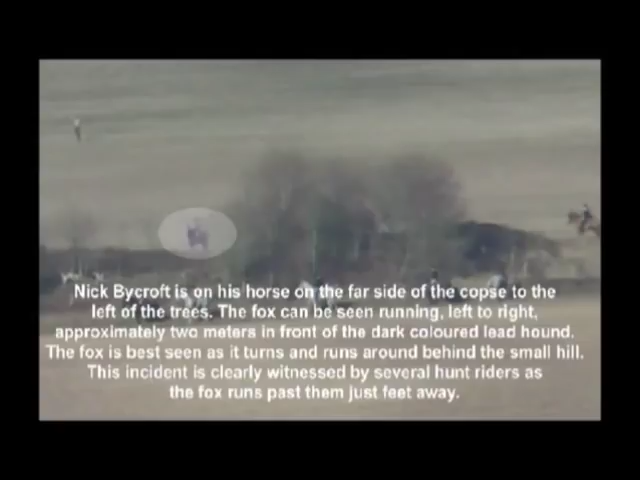 Nick Bycroft is on his horse on the far side of the copse to the
left of the trees. The fox can be seen running, left to right,
approximately two meters in front of the dark coloured lead hound.
The fox is best seen as it turns and runs around behind the small hill.
This incident is clearly witnessed by several hunt riders as
the fox runs past them just feet away.